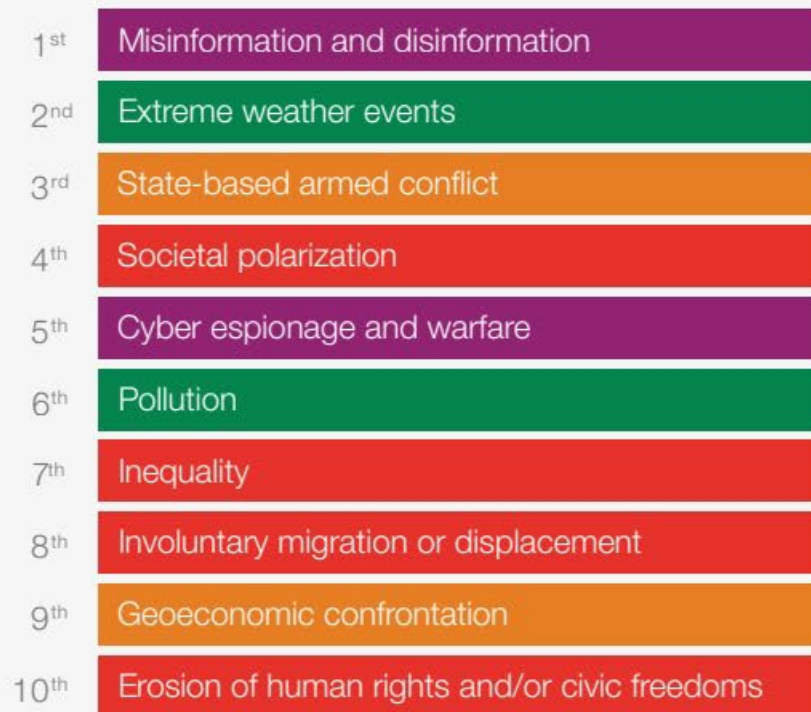 1st Misinformation and disinformation
2nd Extreme weather events
3rd State-based armed conflict
4th Societal polarization
5th Cyber espionage and warfare
6th Pollution
7th Inequality
8th Involuntary migration or displacement
9th Geoeconomic confrontation
10th Erosion of human rights and/or civic freedoms